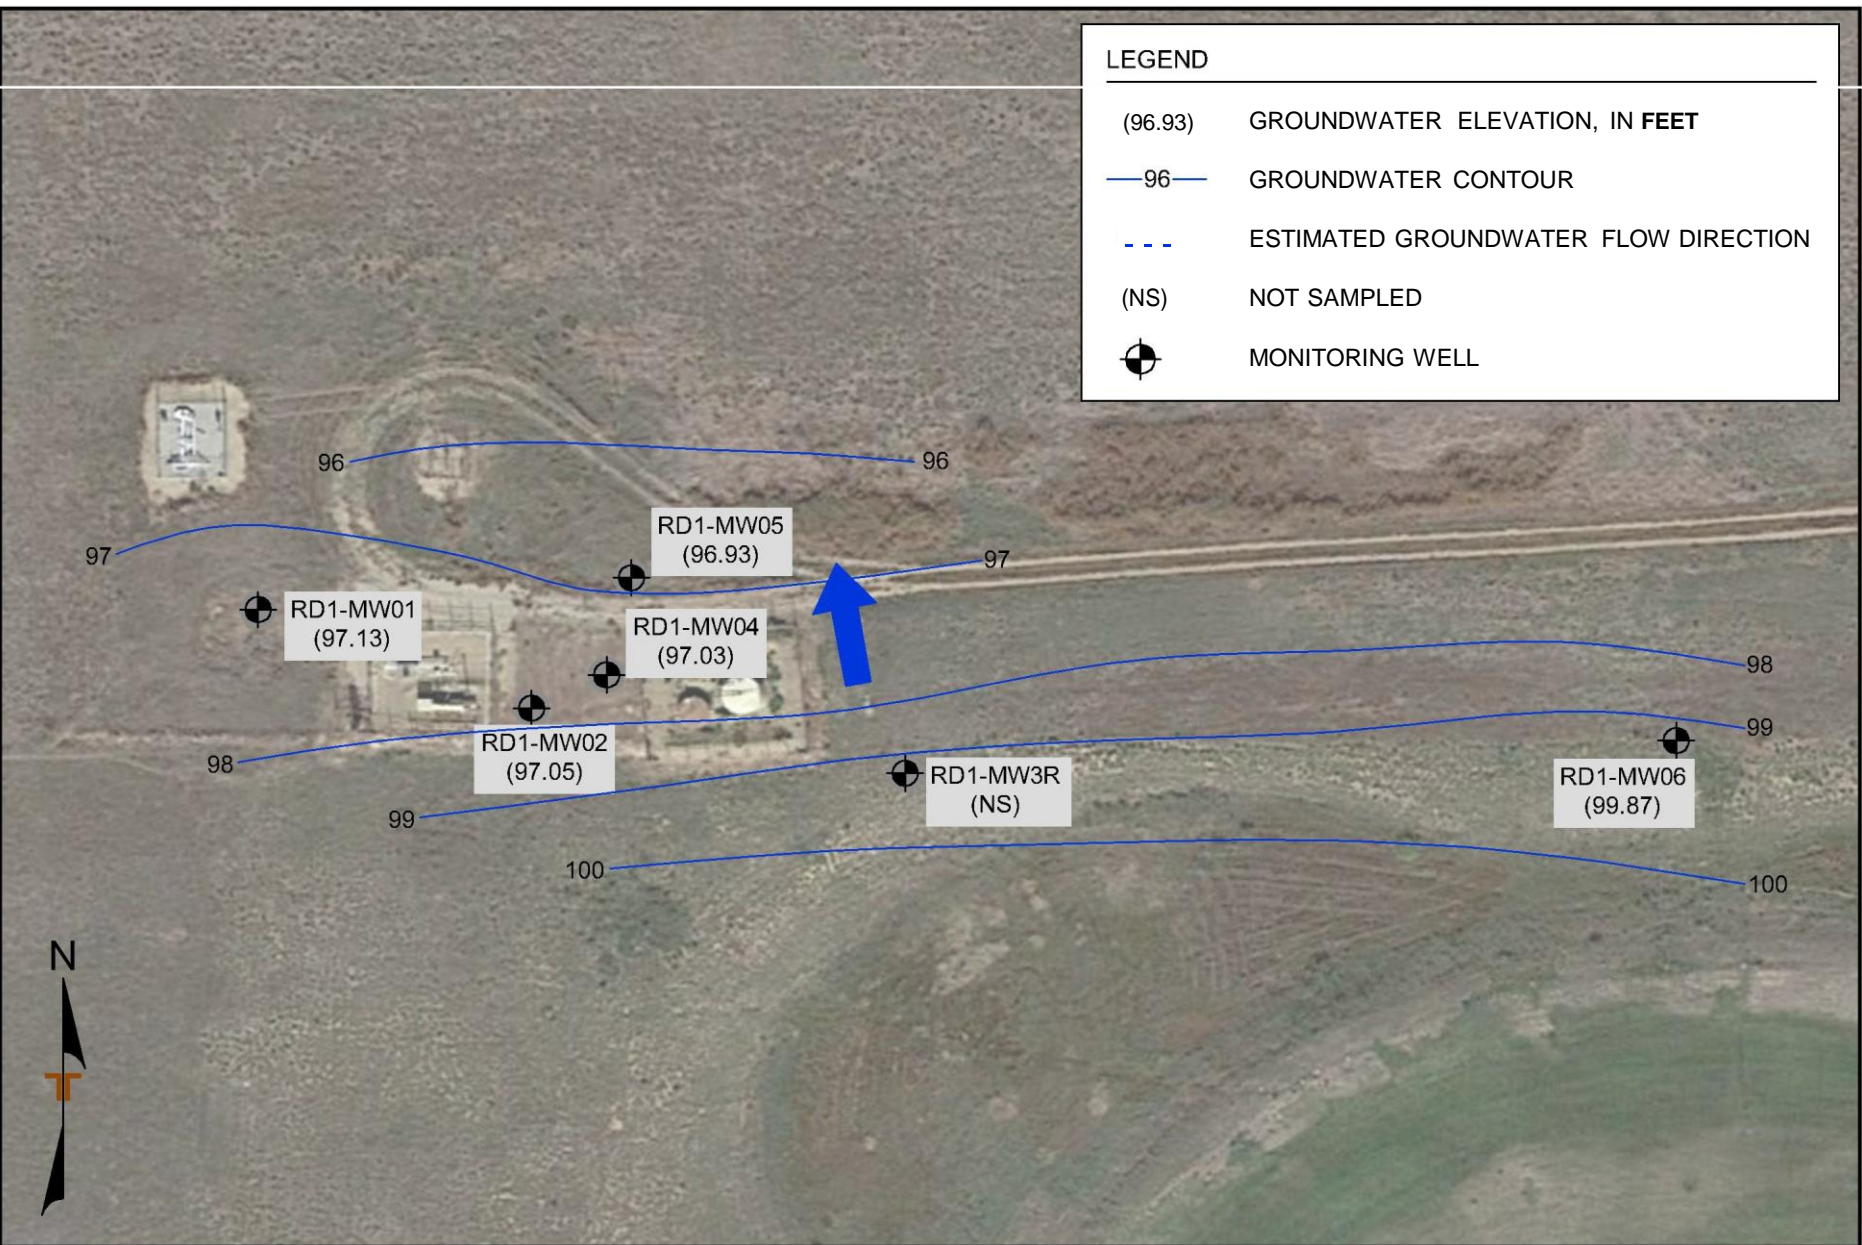 LEGEND
(96.93) GROUNDWATER ELEVATION, IN FEET
96 GROUNDWATER CONTOUR
ESTIMATED GROUNDWATER FLOW DIRECTION
(NS) NOT SAMPLED
MONITORING WELL
96
96
RD1-MW05
(96.93)
97
97
RD1-MW01
(97.13)
RD1-MW04
(97.03)
98
98
RD1-MW02
(97.05)
99
99
RD1-MW3R
(NS)
RD1-MW06
(99.87)
100
100
N